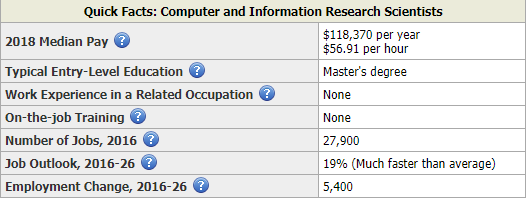 Quick Facts: Computer and Information Research Scientists
2018 Median Pay ? $118,370 per year
$56.91 per hour
Typical Entry-Level Education ? Master's degree
Work Experience in a Related Occupation ? None
On-the-job Training ? None
Number of Jobs, 2016 ? 27,900
Job Outlook, 2016-26 ? 19% (Much faster than average)
Employment Change, 2016-26 ? 5,400